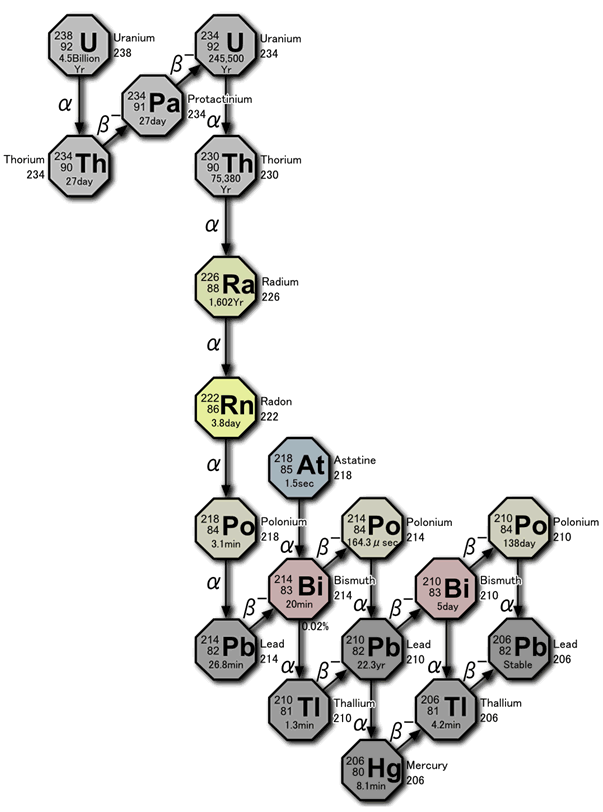 238
92 U
4.5Billion
Yr
Uranium
238
234
92 U
245,500
Yr
Uranium
234
α
β⁻
β⁻
234
91 Pa
27day
Protactinium
234
α
Thorium
234
234
90 Th
27day
230
90 Th
75,380
Yr
Thorium
230
α
226
88 Ra
1,602Yr
Radium
226
α
222
86 Rn
3.8day
Radon
222
α
218
85 At
1.5sec
Astatine
218
218
84 Po
3.1min
Polonium
218
α
β⁻
214
84 Po
164.3μsec
Polonium
214
β⁻
210
84 Po
138day
Polonium
210
α
β⁻
214
83 Bi
20min
Bismuth
214
0.02%
α
β⁻
210
83 Bi
5day
Bismuth
210
α
214
82 Pb
26.8min
Lead
214
α
β⁻
210
82 Pb
22.3yr
Lead
210
α
β⁻
206
82 Pb
Stable
Lead
206
210
81 Tl
1.3min
Thallium
210
α
β⁻
206
81 Tl
4.2min
Thallium
206
206
80 Hg
8.1min
Mercury
206